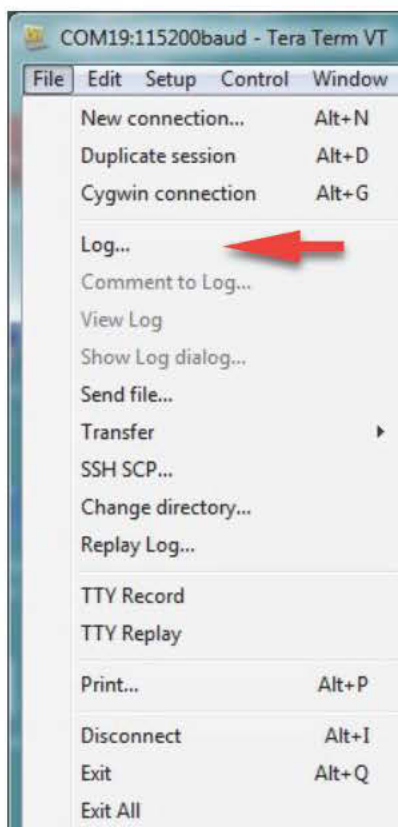 COM19:115200baud - Tera Term VT
File Edit Setup Control Window
New connection... Alt+N
Duplicate session Alt+D
Cygwin connection Alt+G
Log...
Comment to Log...
View Log
Show Log dialog...
Send file...
Transfer
SSH SCP...
Change directory...
Replay Log...
TTY Record
TTY Replay
Print... Alt+P
Disconnect Alt+I
Exit Alt+Q
Exit All